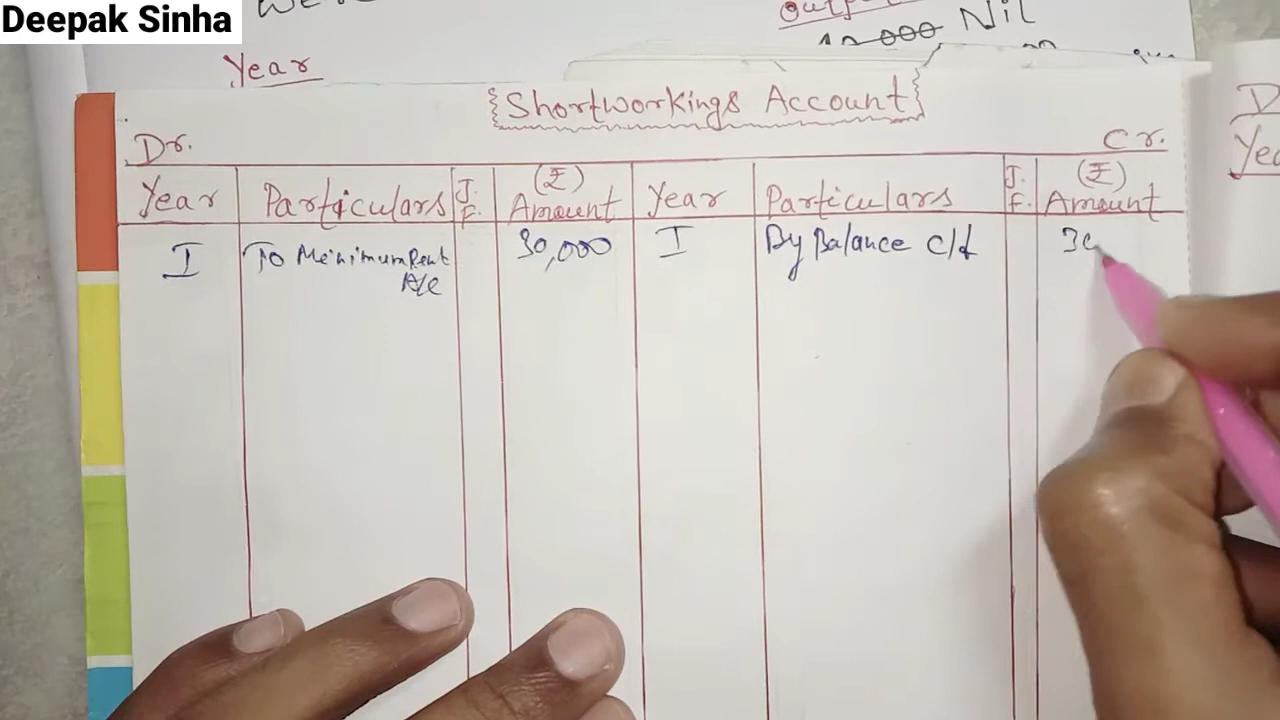 Deepak Sinha
Nil
Year
Shortworkings Account
Dr.
Cr.
Year Particulars J.F. (₹) Amount Year Particulars J.F. (₹) Amount
I To Minimum Rent A/c 30,000 I By Balance c/d 30